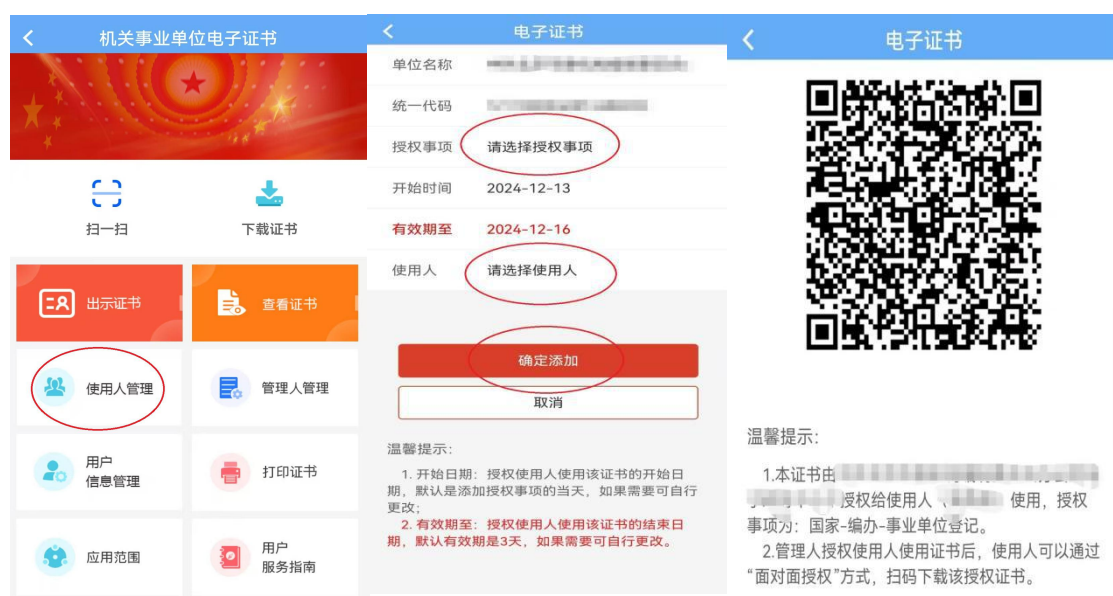 机关事业单位电子证书
扫一扫
下载证书
出示证书
查看证书
使用人管理
管理人管理
用户
信息管理
打印证书
应用范围
用户
服务指南
电子证书
单位名称
统一代码
授权事项 请选择授权事项
开始时间 2024-12-13
有效期至 2024-12-16
使用人 请选择使用人
确定添加
取消
温馨提示：
1. 开始日期：授权使用人使用该证书的开始日
期，默认是添加授权事项的当天，如果需要可自行
更改；
2. 有效期至：授权使用人使用该证书的结束日
期，默认有效期是3天，如果需要可自行更改。
电子证书
温馨提示：
1.本证书由
授权给使用人（ 使用，授权
事项为：国家-编办-事业单位登记。
2.管理人授权使用人使用证书后，使用人可以通过
“面对面授权”方式，扫码下载该授权证书。